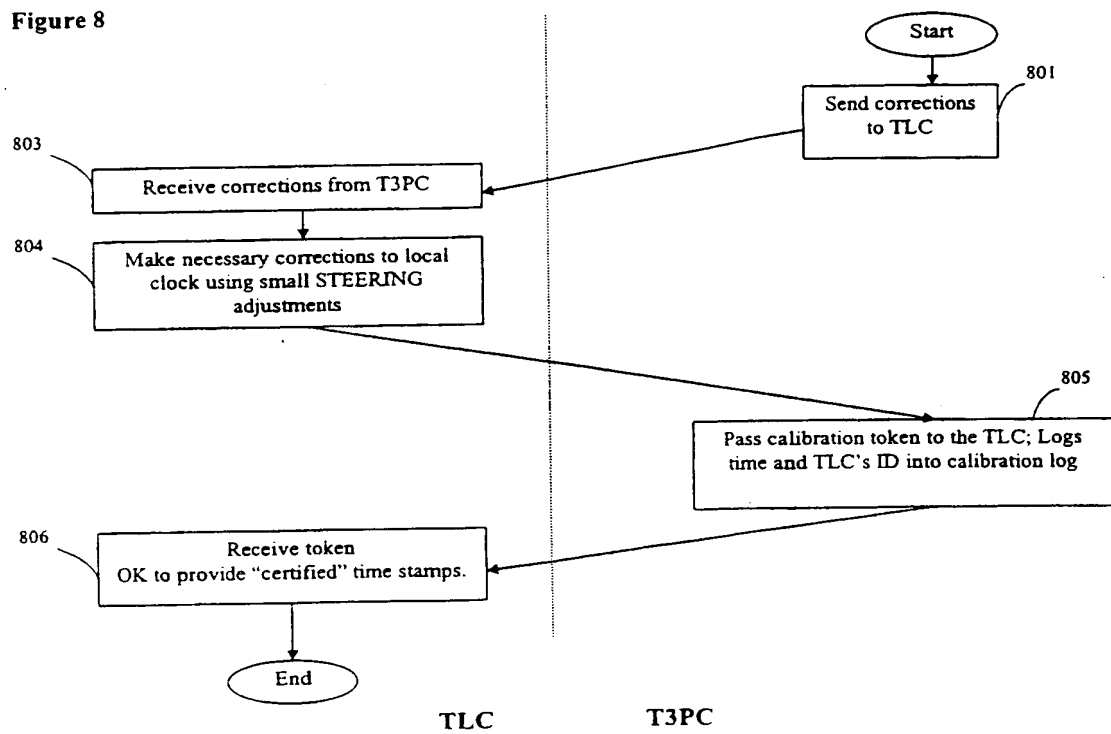 Figure 8
Start
801
Send corrections
to TLC
803
Receive corrections from T3PC
804
Make necessary corrections to local
clock using small STEERING
adjustments
805
Pass calibration token to the TLC; Logs
time and TLC's ID into calibration log
806
Receive token
OK to provide “certified” time stamps.
End
TLC
T3PC